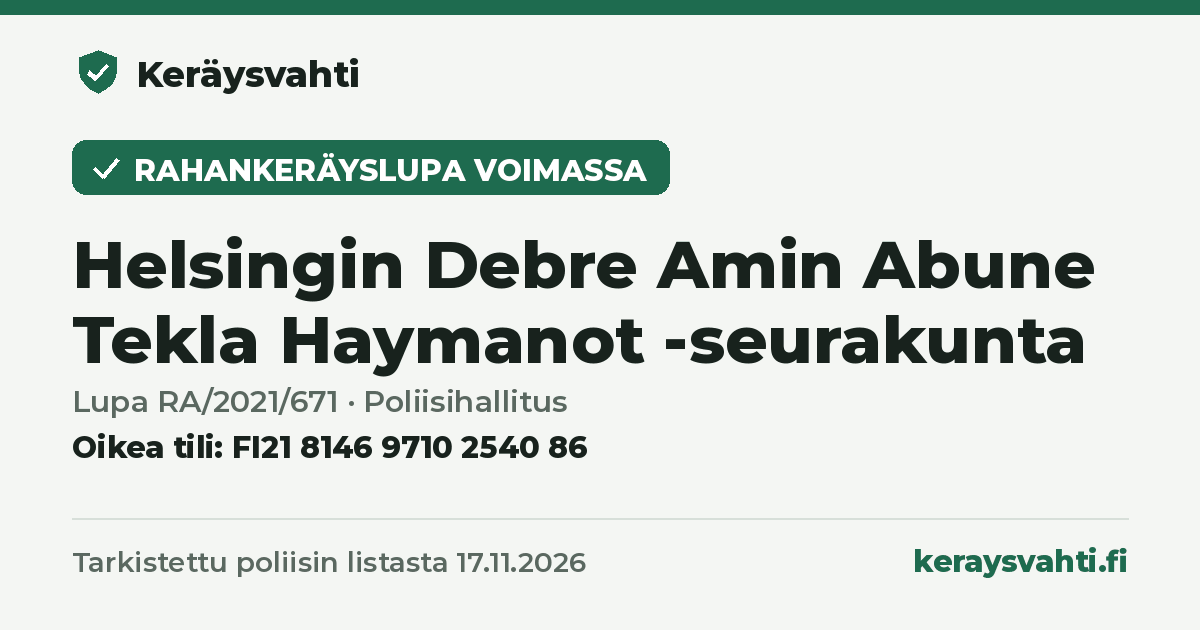 Keräysvahti
RAHANKERÄYSLUPA VOIMASSA
Helsingin Debre Amin Abune
Tekla Haymanot -seurakunta
Lupa RA/2021/671 · Poliisihallitus
Oikea tili: FI21 8146 9710 2540 86
Tarkistettu poliisin listasta 17.11.2026
keraysvahti.fi